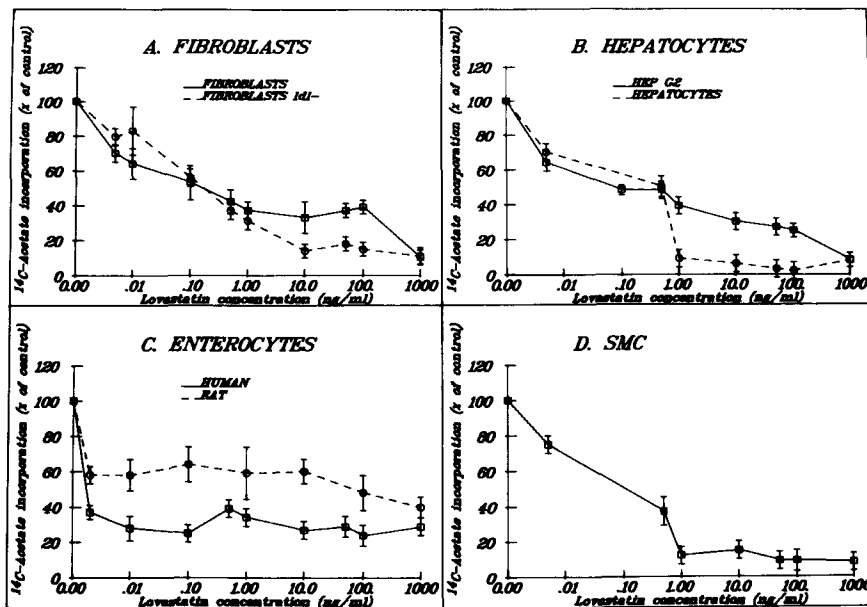 A. FIBROBLASTS
FIBROBLASTS
FIBROBLASTS ldl-
14C-Acetate incorporation (% of control)
120
100
80
60
40
20
0
0.00 .01 .10 1.00 10.0 100. 1000
Lovastatin concentration (ng/ml)
B. HEPATOCYTES
HEP G2
HEPATOCYTES
14C-Acetate incorporation (% of control)
120
100
80
60
40
20
0
0.00 .01 .10 1.00 10.0 100. 1000
Lovastatin concentration (ng/ml)
C. ENTEROCYTES
HUMAN
RAT
14C-Acetate incorporation (% of control)
120
100
80
60
40
20
0
0.00 .01 .10 1.00 10.0 100. 1000
Lovastatin concentration (ng/ml)
D. SMC
14C-Acetate incorporation (% of control)
120
100
80
60
40
20
0
0.00 .01 .10 1.00 10.0 100. 1000
Lovastatin concentration (ng/ml)